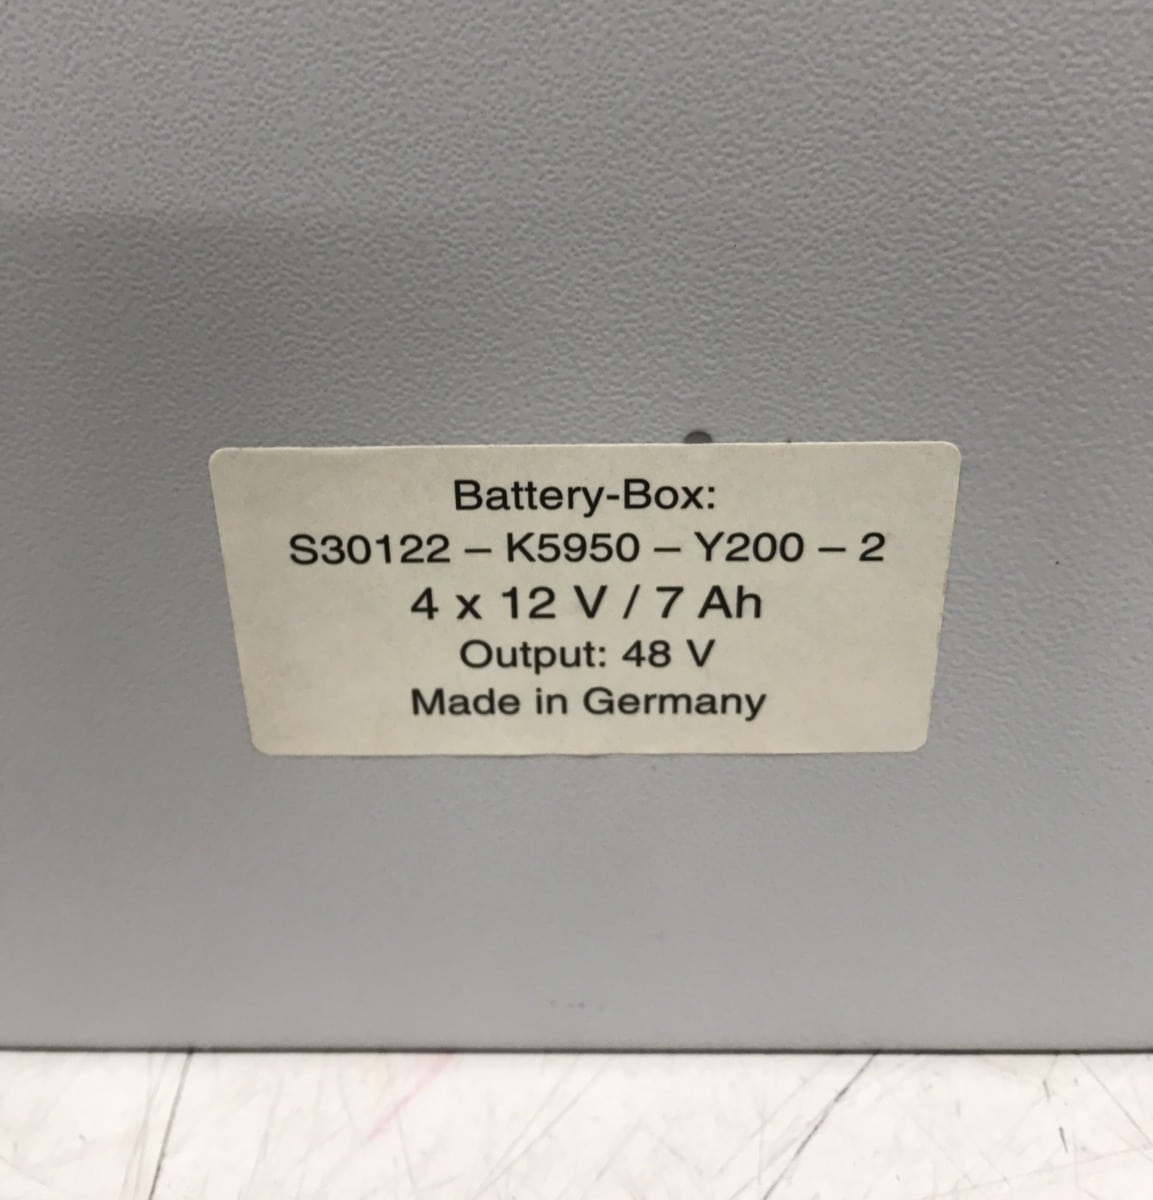 Battery-Box:
S30122 – K5950 – Y200 – 2
4 x 12 V / 7 Ah
Output: 48 V
Made in Germany